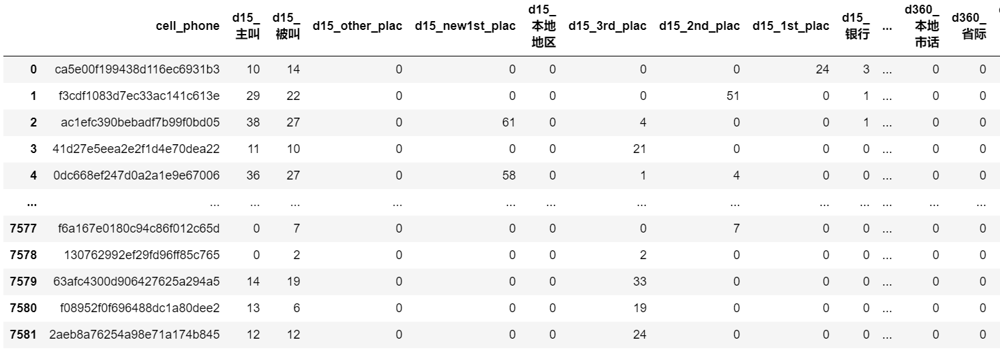 cell_phone d15_主叫 d15_被叫 d15_other_plac d15_new1st_plac d15_本地地区 d15_3rd_plac d15_2nd_plac d15_1st_plac d15_银行 ... d360_本地市话 d360_省际
0 ca5e00f199438d116ec6931b3 10 14 0 0 0 0 0 24 3 ... 0 0
1 f3cdf1083d7ec33ac141c613e 29 22 0 0 0 0 51 0 1 ... 0 0
2 ac1efc390bebadf7b99f0bd05 38 27 0 61 0 4 0 0 1 ... 0 0
3 41d27e5eea2e2f1d4e70dea22 11 10 0 0 0 21 0 0 0 ... 0 0
4 0dc668ef247d0a2a1e9e67006 36 27 0 58 0 1 4 0 0 ... 0 0
... ... ... ... ... ... ... ... ... ... ... ... ... ...
7577 f6a167e0180c94c86f012c65d 0 7 0 0 0 0 7 0 0 ... 0 0
7578 130762992ef29fd96ff85c765 0 2 0 0 0 2 0 0 0 ... 0 0
7579 63afc4300d906427625a294a5 14 19 0 0 0 33 0 0 0 ... 0 0
7580 f08952f0f696488dc1a80dee2 13 6 0 0 0 19 0 0 0 ... 0 0
7581 2aeb8a76254a98e71a174b845 12 12 0 0 0 24 0 0 0 ... 0 0